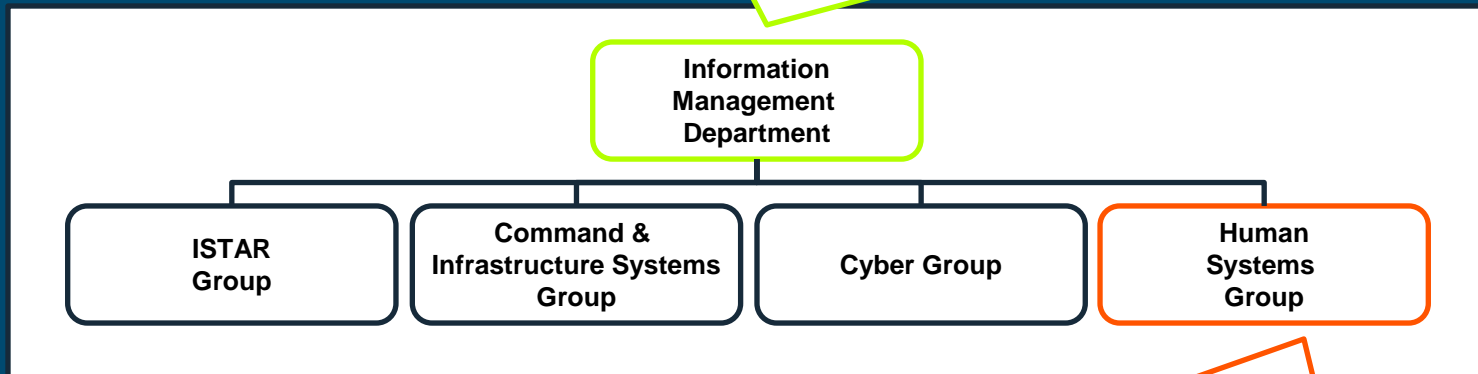 Information
Management
Department
ISTAR
Group
Command &
Infrastructure Systems
Group
Cyber Group
Human
Systems
Group